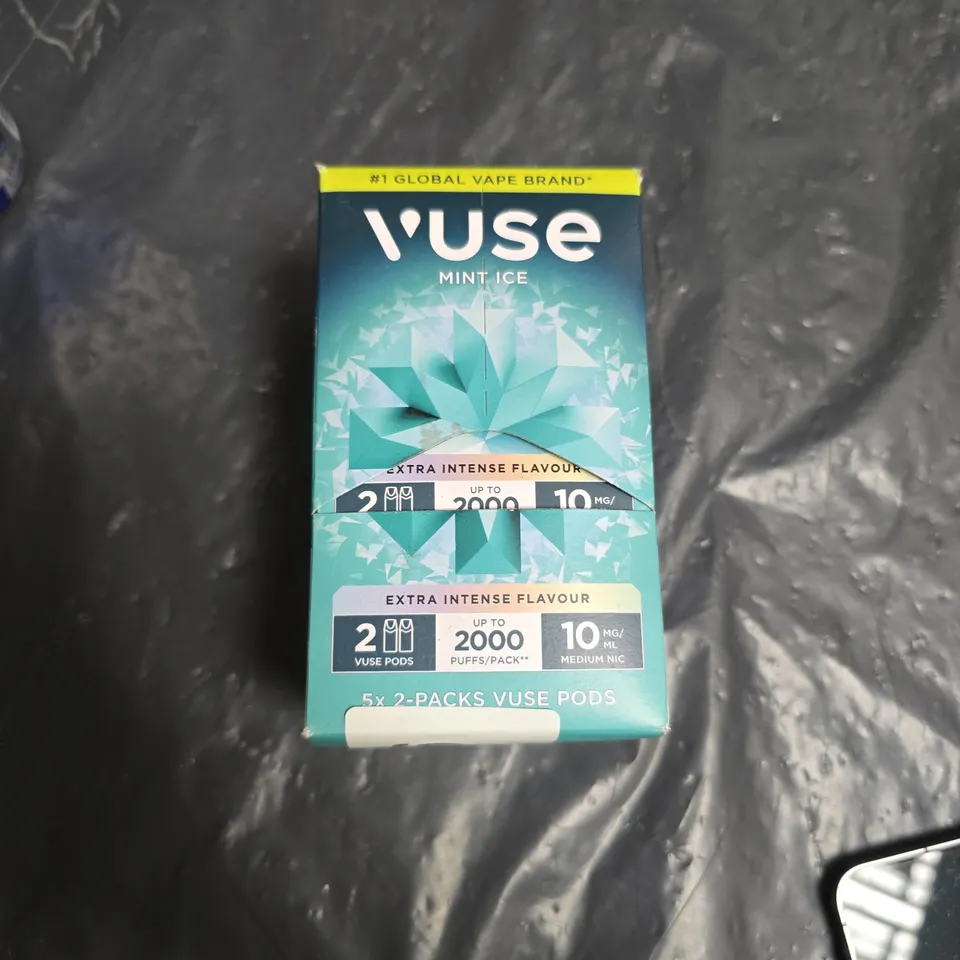 #1 GLOBAL VAPE BRAND*
vuse
MINT ICE
EXTRA INTENSE FLAVOUR
2 UP TO 2000 10 MG/
EXTRA INTENSE FLAVOUR
2 VUSE PODS
UP TO
2000
PUFFS/PACK**
10 MG/ML
MEDIUM NIC
5x 2-PACKS VUSE PODS